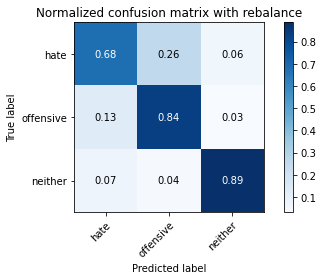 Normalized confusion matrix with rebalance
True label
hate 0.68 0.26 0.06
offensive 0.13 0.84 0.03
neither 0.07 0.04 0.89
hate offensive neither
Predicted label
0.8
0.7
0.6
0.5
0.4
0.3
0.2
0.1